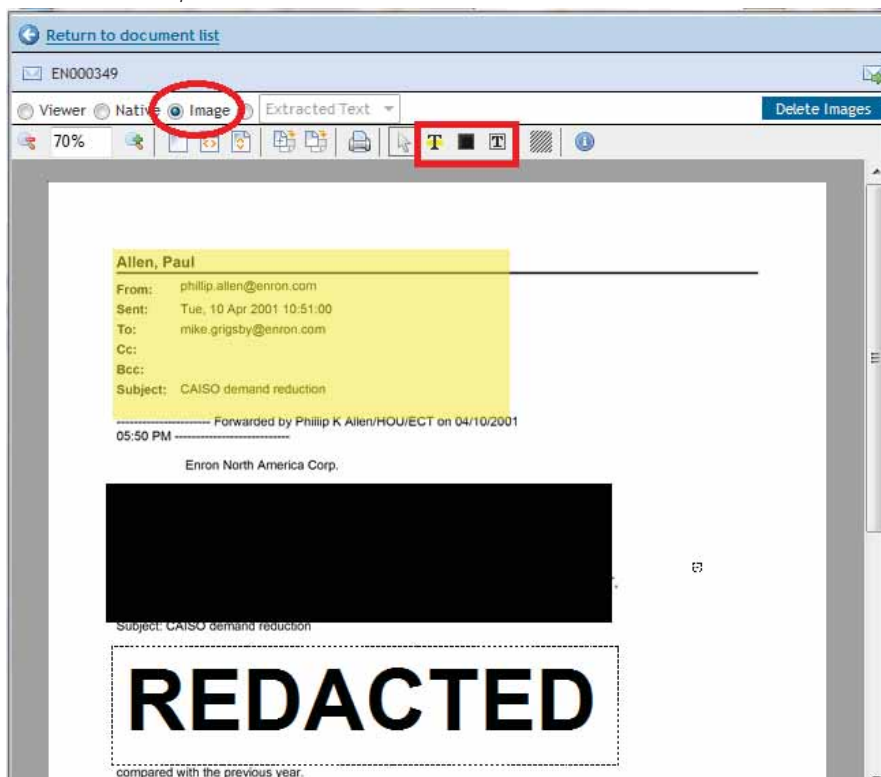 Return to document list
EN000349
Viewer Native Image Extracted Text Delete Images
70% T T
Allen, Paul
From: phillip.allen@enron.com
Sent: Tue, 10 Apr 2001 10:51:00
To: mike.grigsby@enron.com
Cc:
Bcc:
Subject: CAISO demand reduction
---------------------- Forwarded by Phillip K Allen/HOU/ECT on 04/10/2001
05:50 PM ---------------------------
Enron North America Corp.
Subject: CAISO demand reduction
REDACTED
compared with the previous year.